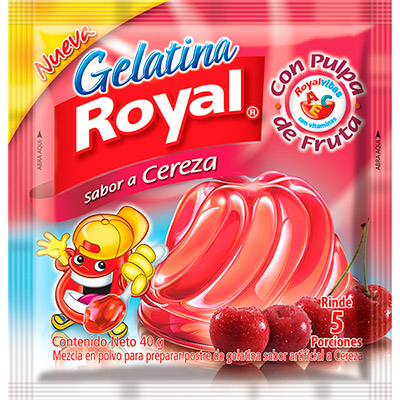 Nueva
Gelatina
Royal®
sabor a Cereza
Con Pulpa
de Fruta
Royalvitas
A C E
con vitaminas
ABRA AQUI
ABRA AQUI
Rinde
5
Porciones
Contenido Neto 40 g
Mezcla en polvo para preparar postre de gelatina sabor artificial a Cereza